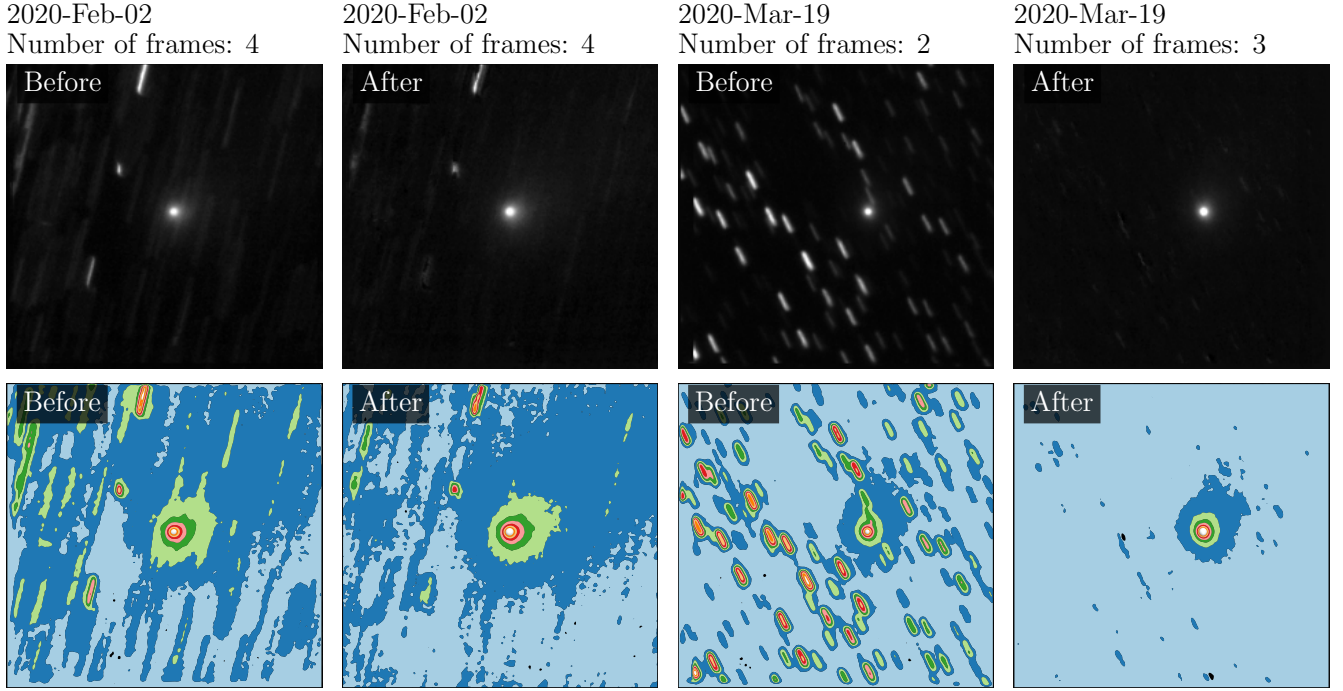 2020-Feb-02
Number of frames: 4
2020-Feb-02
Number of frames: 4
2020-Mar-19
Number of frames: 2
2020-Mar-19
Number of frames: 3
Before
After
Before
After
Before
After
Before
After